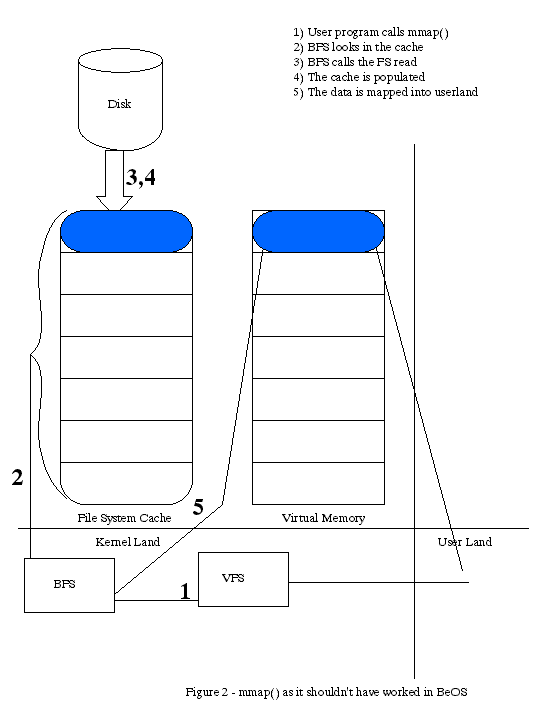 1) User program calls mmap()
2) BFS looks in the cache
3) BFS calls the FS read
4) The cache is populated
5) The data is mapped into userland
Disk
3,4
2
5
File System Cache
Virtual Memory
Kernel Land
User Land
BFS
1
VFS
Figure 2 - mmap() as it shouldn't have worked in BeOS